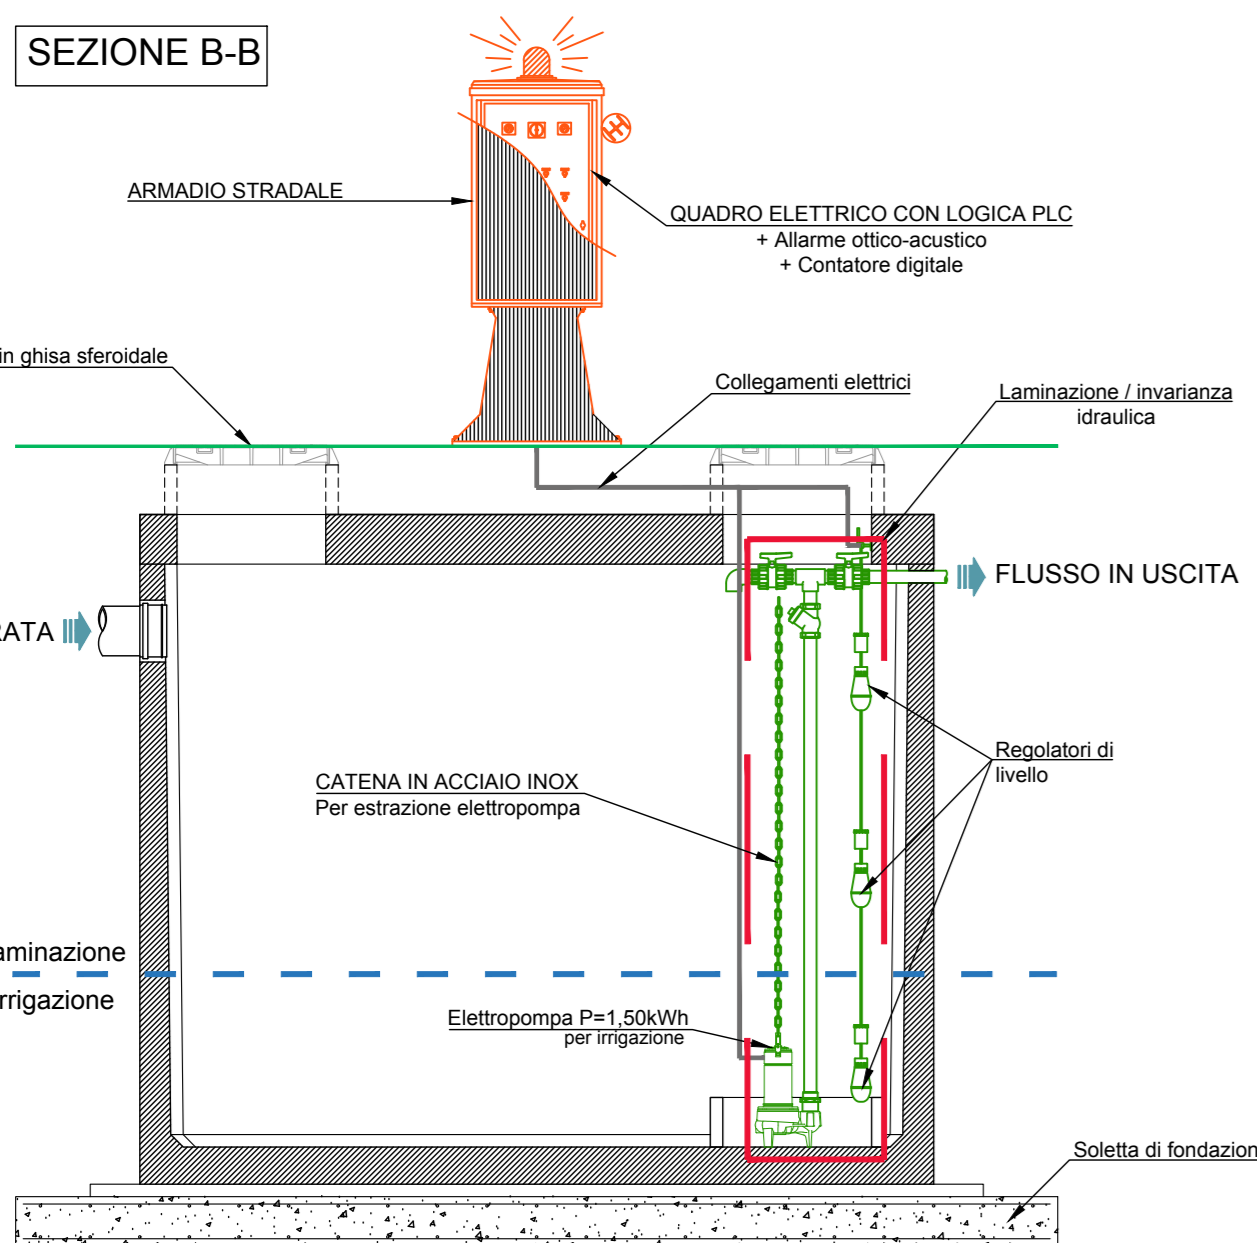 SEZIONE B-B
ARMADIO STRADALE
QUADRO ELETTRICO CON LOGICA PLC
+ Allarme ottico-acustico
+ Contatore digitale
in ghisa sferoidale
Collegamenti elettrici
Laminazione / invarianza
idraulica
FLUSSO IN USCITA
RATA
Regolatori di
livello
CATENA IN ACCIAIO INOX
Per estrazione elettropompa
aminazione
rrigazione
Elettropompa P=1,50kWh
per irrigazione
Soletta di fondazion